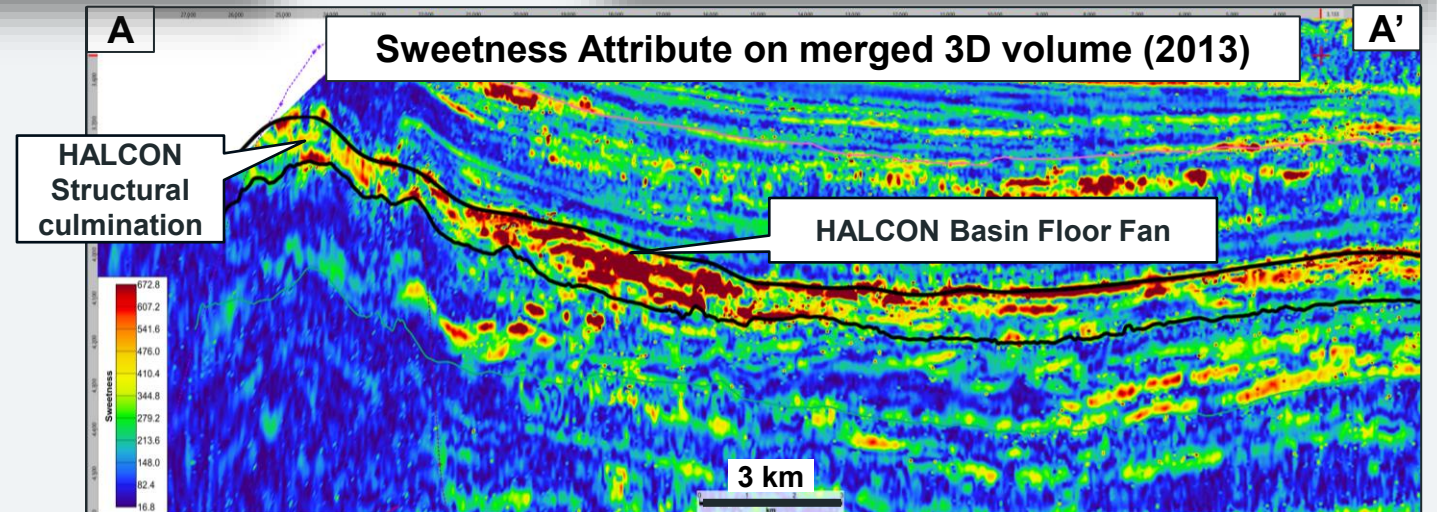 A
Sweetness Attribute on merged 3D volume (2013)
A’
HALCON
Structural
culmination
HALCON Basin Floor Fan
672.8
607.2
541.6
476.0
410.4
344.8
279.2
213.6
148.0
82.4
16.8
Sweetness
3 km
km